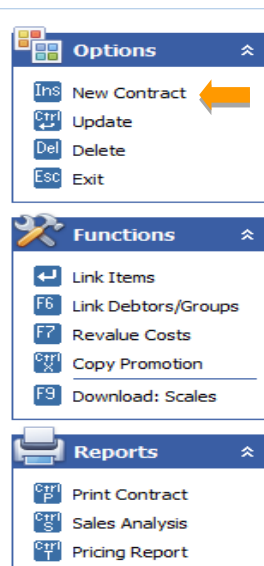 Options
Ins New Contract
Ctrl Update
Del Delete
Esc Exit
Functions
Link Items
F6 Link Debtors/Groups
F7 Revalue Costs
Ctrl X Copy Promotion
F9 Download: Scales
Reports
Ctrl P Print Contract
Ctrl S Sales Analysis
Ctrl T Pricing Report